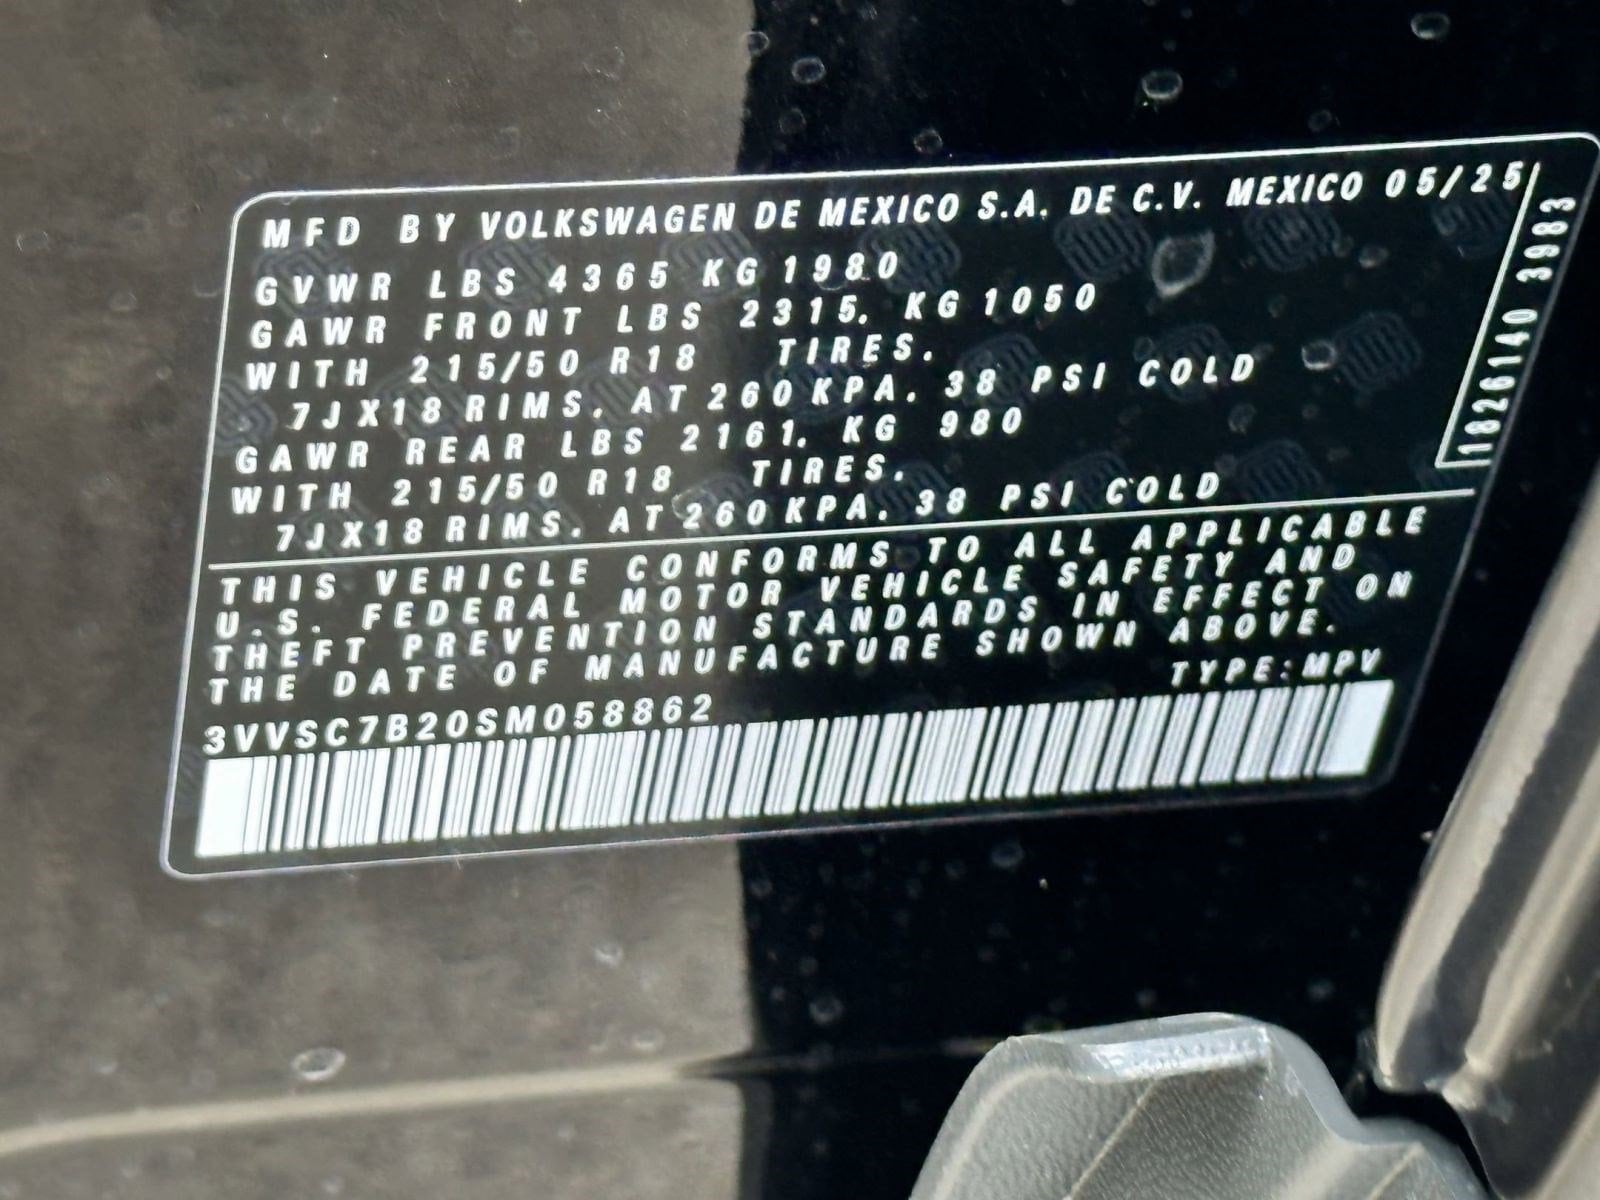 MFD BY VOLKSWAGEN DE MEXICO S.A. DE C.V. MEXICO 05/25
GVWR LBS 4365 KG 1980
GAWR FRONT LBS 2315. KG 1050
WITH 215/50 R18 TIRES.
7JX18 RIMS. AT 260 KPA. 38 PSI COLD
GAWR REAR LBS 2161. KG 980
WITH 215/50 R18 TIRES.
7JX18 RIMS. AT 260 KPA. 38 PSI COLD
1826140 3983
THIS VEHICLE CONFORMS TO ALL APPLICABLE
U.S. FEDERAL MOTOR VEHICLE SAFETY AND
THEFT PREVENTION STANDARDS IN EFFECT ON
THE DATE OF MANUFACTURE SHOWN ABOVE.
TYPE:MPV
3VVSC7B20SM058862